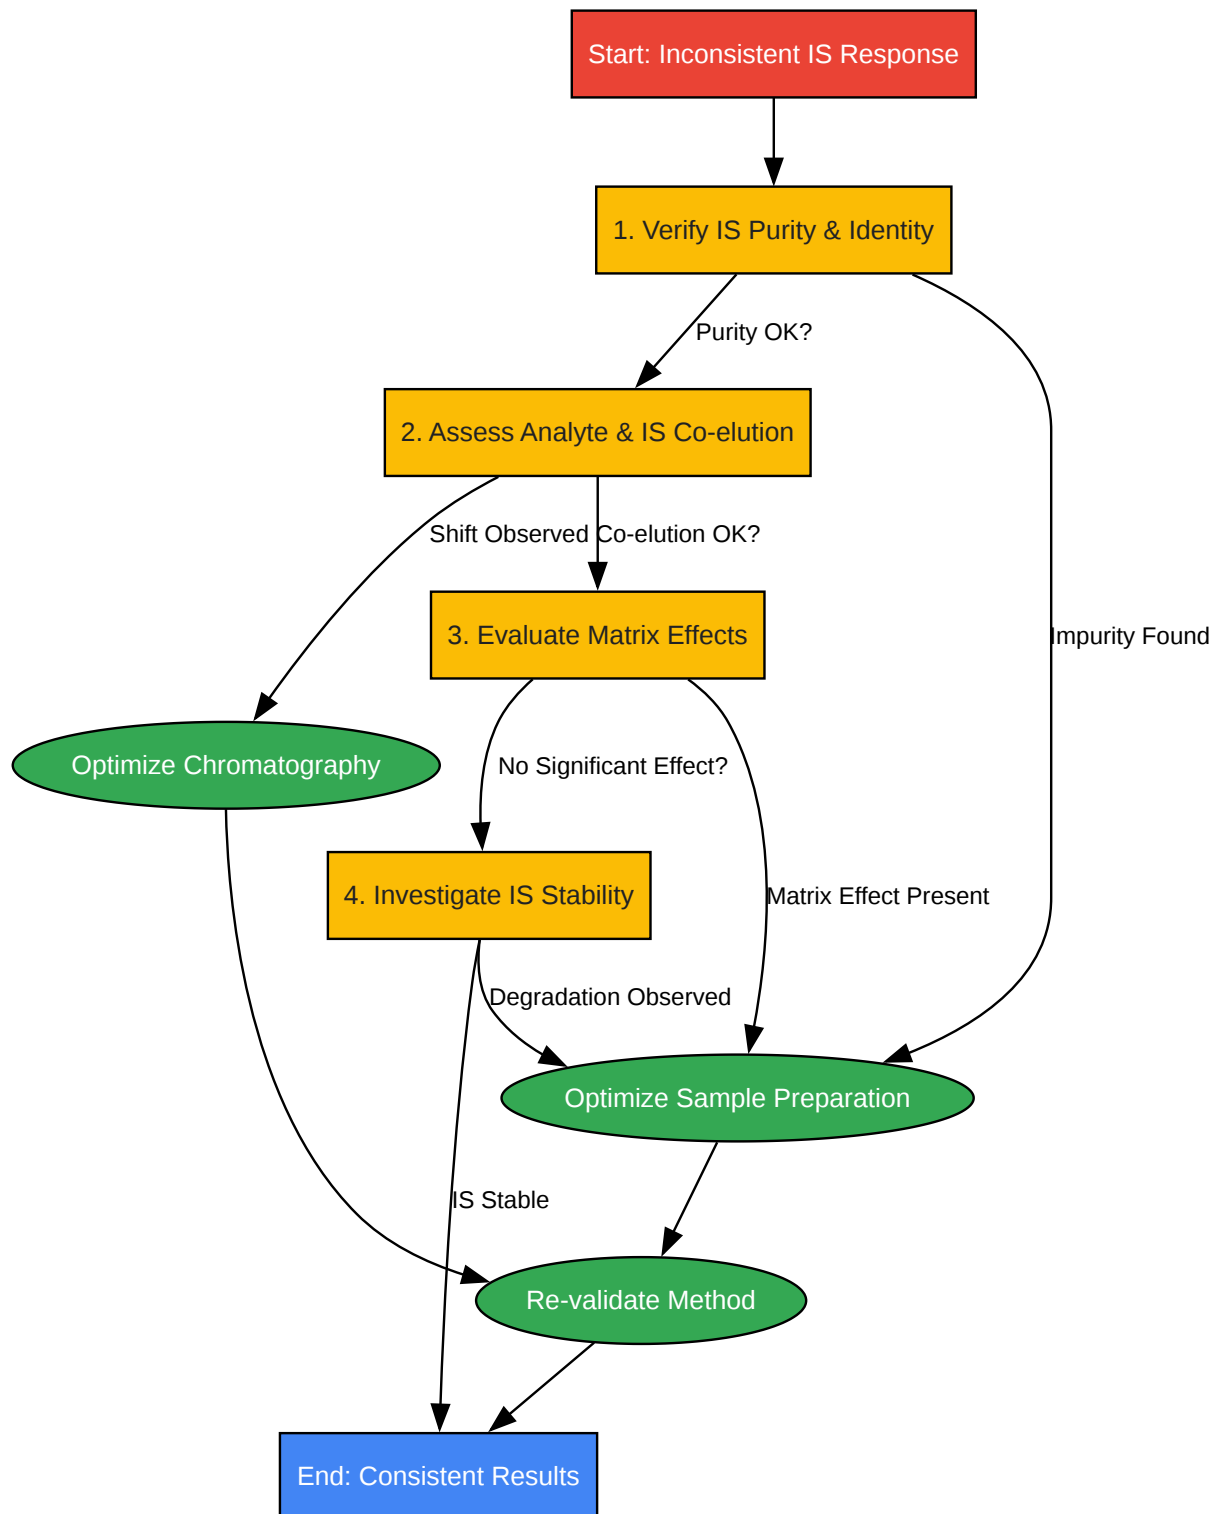 Start: Inconsistent IS Response
1. Verify IS Purity & Identity
Purity OK?
2. Assess Analyte & IS Co-elution
Shift Observed
Co-elution OK?
3. Evaluate Matrix Effects
Impurity Found
Optimize Chromatography
No Significant Effect?
4. Investigate IS Stability
Matrix Effect Present
Degradation Observed
Optimize Sample Preparation
IS Stable
Re-validate Method
End: Consistent Results